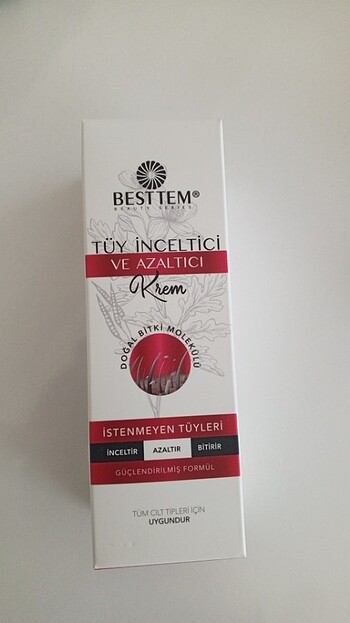 BESTTEM®
BEAUTY SERIES
TÜY İNCELTİCİ
VE AZALTICI
Krem
DOĞAL BİTKİ MOLEKÜLÜ
İSTENMEYEN TÜYLERİ
İNCELTİR AZALTIR BİTİRİR
GÜÇLENDİRİLMİŞ FORMÜL
TÜM CİLT TİPLERİ İÇİN
UYGUNDUR